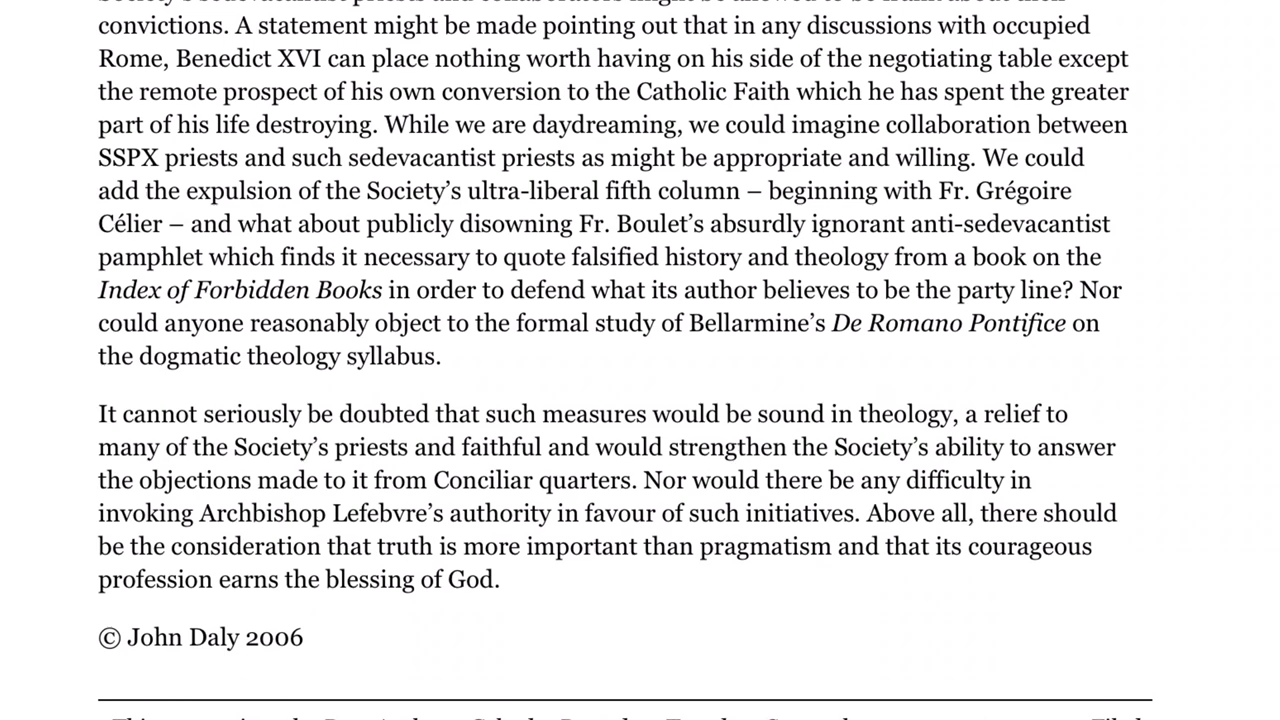 convictions. A statement might be made pointing out that in any discussions with occupied
Rome, Benedict XVI can place nothing worth having on his side of the negotiating table except
the remote prospect of his own conversion to the Catholic Faith which he has spent the greater
part of his life destroying. While we are daydreaming, we could imagine collaboration between
SSPX priests and such sedevacantist priests as might be appropriate and willing. We could
add the expulsion of the Society’s ultra-liberal fifth column – beginning with Fr. Grégoire
Célier – and what about publicly disowning Fr. Boulet’s absurdly ignorant anti-sedevacantist
pamphlet which finds it necessary to quote falsified history and theology from a book on the
Index of Forbidden Books in order to defend what its author believes to be the party line? Nor
could anyone reasonably object to the formal study of Bellarmine’s De Romano Pontifice on
the dogmatic theology syllabus.
It cannot seriously be doubted that such measures would be sound in theology, a relief to
many of the Society’s priests and faithful and would strengthen the Society’s ability to answer
the objections made to it from Conciliar quarters. Nor would there be any difficulty in
invoking Archbishop Lefebvre’s authority in favour of such initiatives. Above all, there should
be the consideration that truth is more important than pragmatism and that its courageous
profession earns the blessing of God.
© John Daly 2006